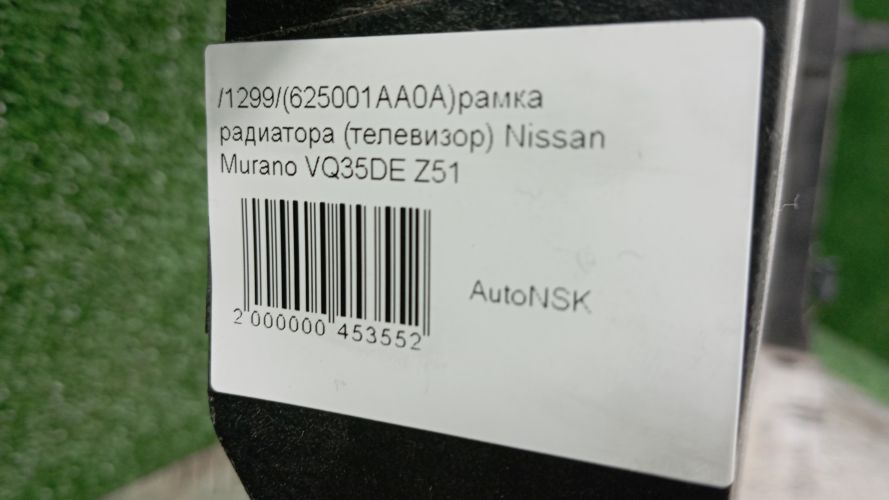 /1299/(625001AA0A)рамка
радиатора (телевизор) Nissan
Murano VQ35DE Z51
AutoNSK
2 000000 453552